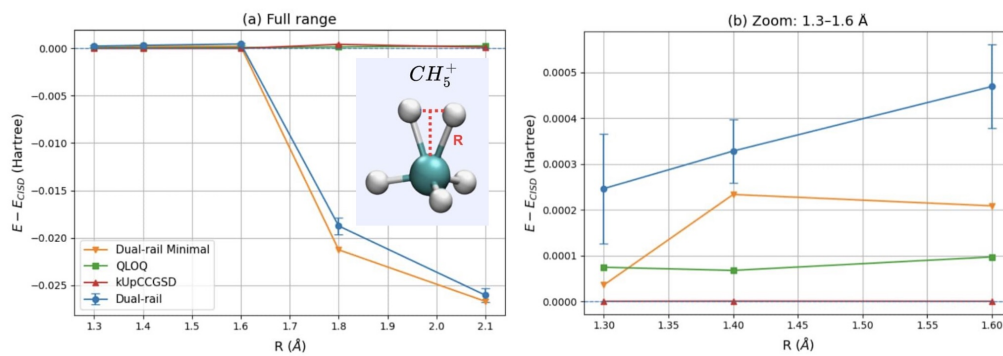 (a) Full range
E − E_CISD (Hartree)
0.000
−0.005
−0.010
−0.015
−0.020
−0.025
CH₅⁺
R
Dual-rail Minimal
QLOQ
kUpCCGSD
Dual-rail
1.3 1.4 1.5 1.6 1.7 1.8 1.9 2.0 2.1
R (Å)
(b) Zoom: 1.3–1.6 Å
E − E_CISD (Hartree)
0.0005
0.0004
0.0003
0.0002
0.0001
0.0000
1.30 1.35 1.40 1.45 1.50 1.55 1.60
R (Å)